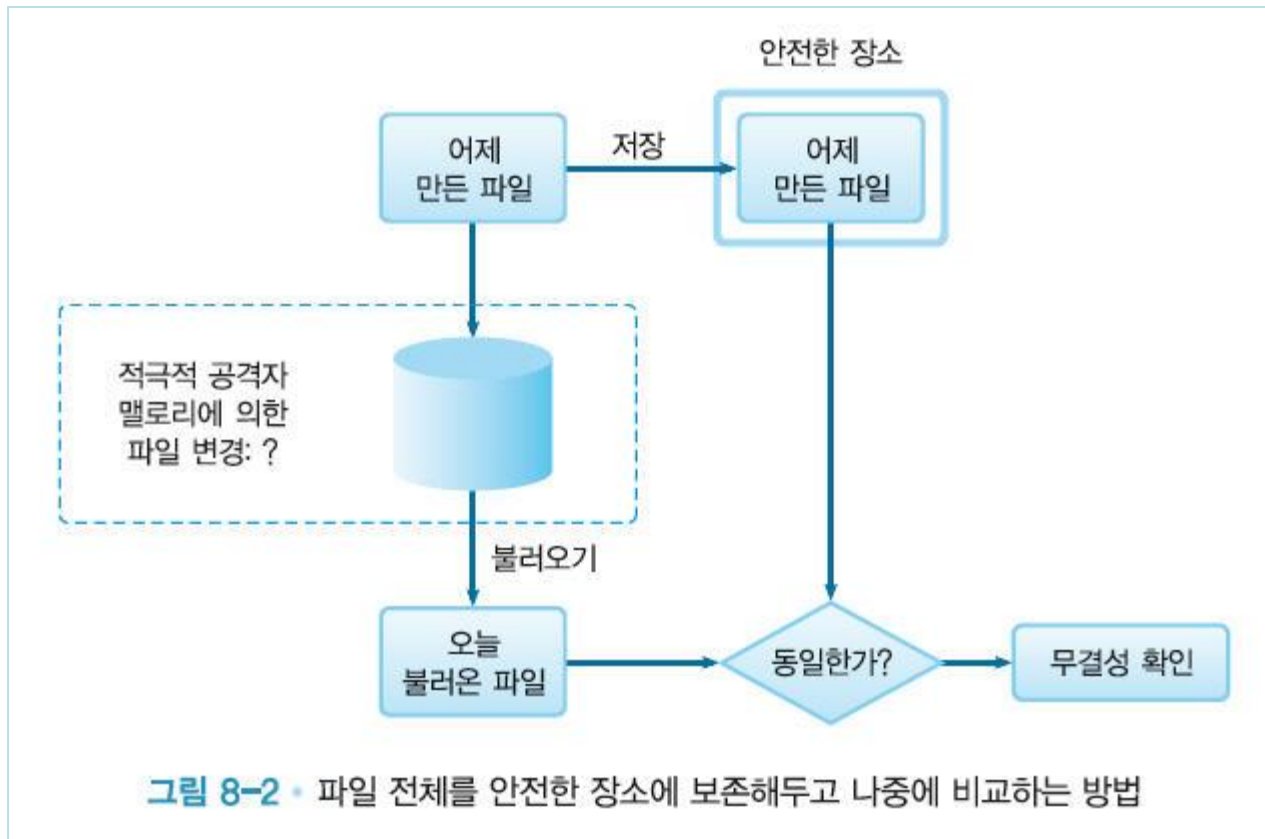 안전한 장소
어제
만든 파일
저장
어제
만든 파일
적극적 공격자
맬로리에 의한
파일 변경: ?
불러오기
오늘
불러온 파일
동일한가?
무결성 확인
그림 8-2 • 파일 전체를 안전한 장소에 보존해두고 나중에 비교하는 방법